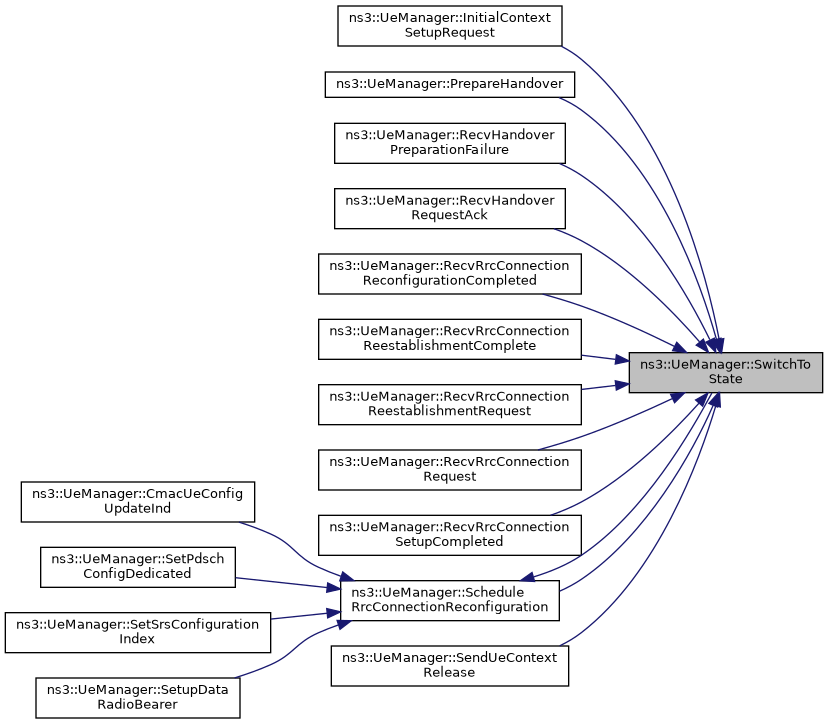 ns3::UeManager::InitialContext
SetupRequest
ns3::UeManager::PrepareHandover
ns3::UeManager::RecvHandover
PreparationFailure
ns3::UeManager::RecvHandover
RequestAck
ns3::UeManager::RecvRrcConnection
ReconfigurationCompleted
ns3::UeManager::RecvRrcConnection
ReestablishmentComplete
ns3::UeManager::SwitchTo
State
ns3::UeManager::RecvRrcConnection
ReestablishmentRequest
ns3::UeManager::RecvRrcConnection
Request
ns3::UeManager::RecvRrcConnection
SetupCompleted
ns3::UeManager::CmacUeConfig
UpdateInd
ns3::UeManager::SetPdsch
ConfigDedicated
ns3::UeManager::Schedule
RrcConnectionReconfiguration
ns3::UeManager::SetSrsConfiguration
Index
ns3::UeManager::SendUeContext
Release
ns3::UeManager::SetupData
RadioBearer